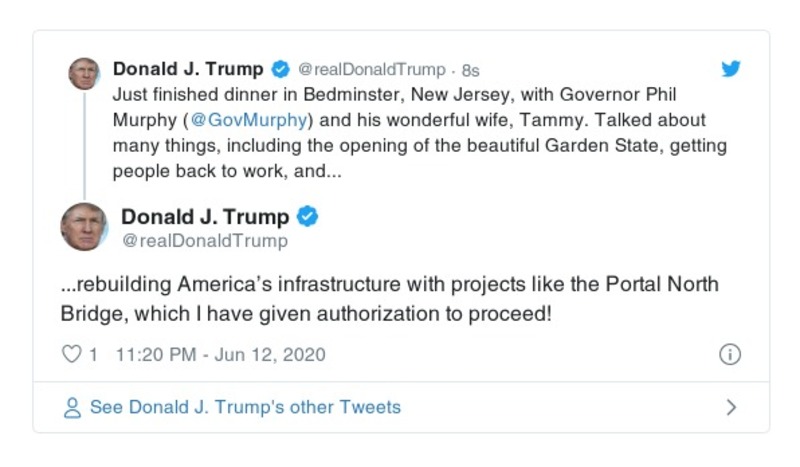 Donald J. Trump @realDonaldTrump · 8s
Just finished dinner in Bedminster, New Jersey, with Governor Phil
Murphy (@GovMurphy) and his wonderful wife, Tammy. Talked about
many things, including the opening of the beautiful Garden State, getting
people back to work, and...
Donald J. Trump
@realDonaldTrump
...rebuilding America's infrastructure with projects like the Portal North
Bridge, which I have given authorization to proceed!
1 11:20 PM - Jun 12, 2020
See Donald J. Trump's other Tweets